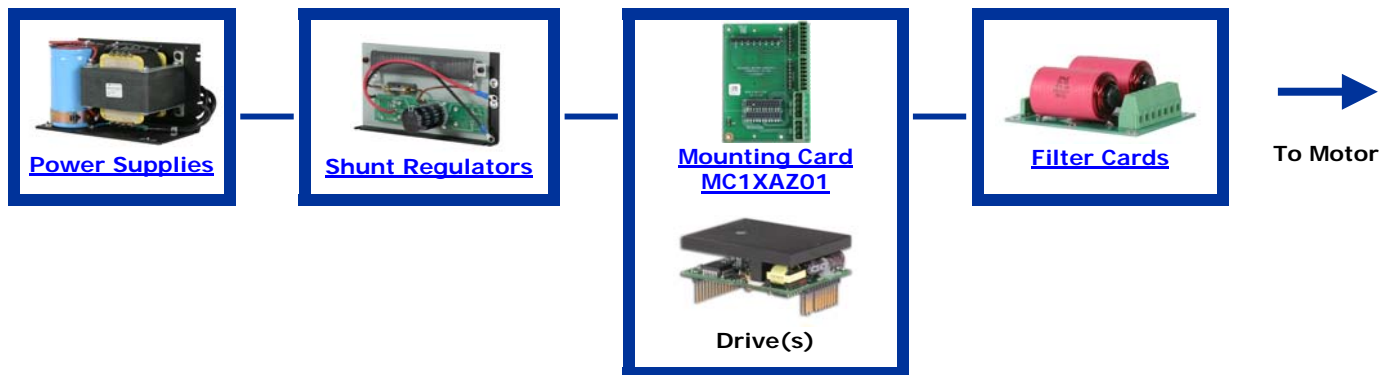 Power Supplies
Shunt Regulators
Mounting Card
MC1XAZ01
Drive(s)
Filter Cards
To Motor